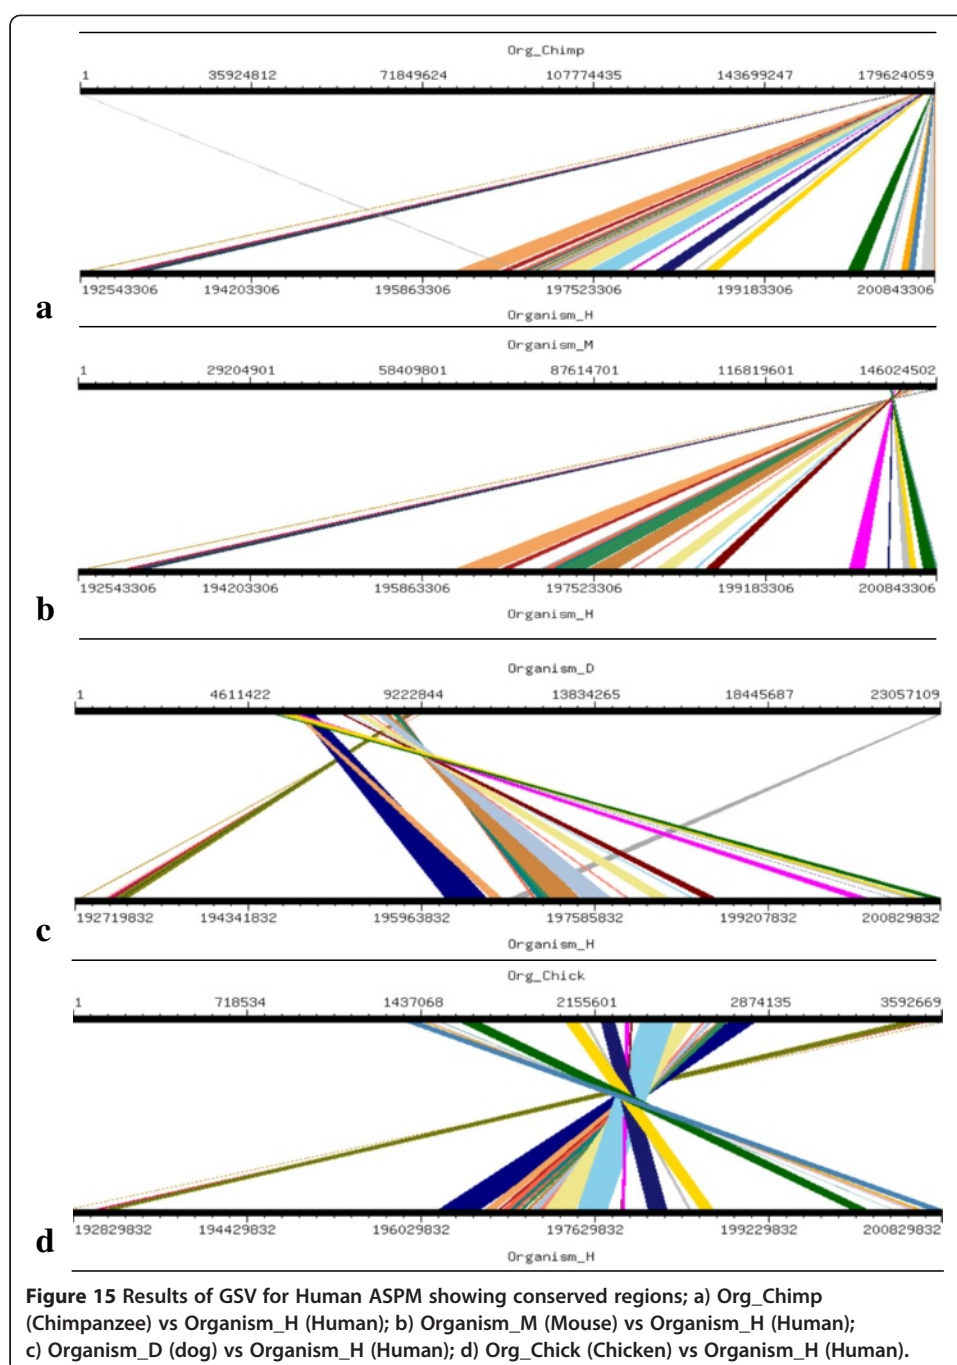 Org_Chimp
1 35924812 71849624 107774435 143699247 179624059
192543306 194203306 195863306 197523306 199183306 200843306
a
Organism_H
Organism_M
1 29204901 58409801 87614701 116819601 146024502
192543306 194203306 195863306 197523306 199183306 200843306
b
Organism_H
Organism_D
1 4611422 9222844 13834265 18445687 23057109
192719832 194341832 195963832 197585832 199207832 200829832
c
Organism_H
Org_Chick
1 718534 1437068 2155601 2874135 3592669
192829832 194429832 196029832 197629832 199229832 200829832
d
Organism_H
Figure 15 Results of GSV for Human ASPM showing conserved regions; a) Org_Chimp
(Chimpanzee) vs Organism_H (Human); b) Organism_M (Mouse) vs Organism_H (Human);
c) Organism_D (dog) vs Organism_H (Human); d) Org_Chick (Chicken) vs Organism_H (Human).